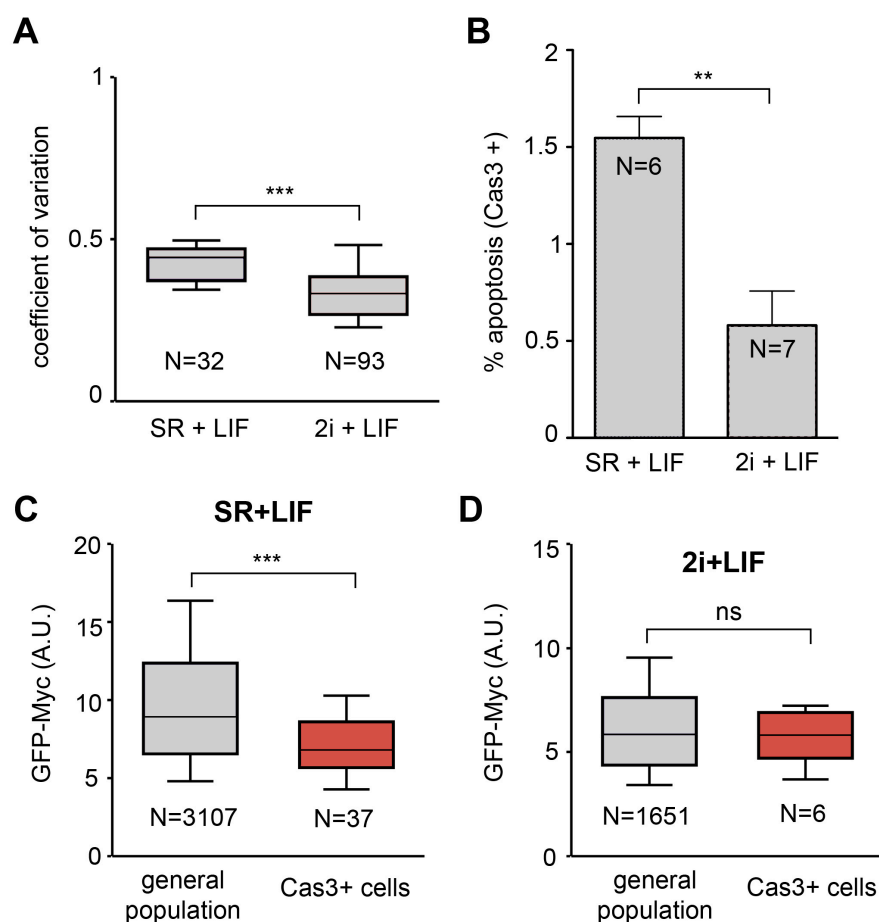 A
coefficient of variation
1
0.5
0
***
N=32
N=93
SR + LIF
2i + LIF
B
% apoptosis (Cas3 +)
2
1.5
1
0.5
0
**
N=6
N=7
SR + LIF
2i + LIF
C
SR+LIF
GFP-Myc (A.U.)
20
15
10
5
0
***
N=3107
N=37
general
population
Cas3+ cells
D
2i+LIF
GFP-Myc (A.U.)
15
10
5
0
ns
N=1651
N=6
general
population
Cas3+ cells